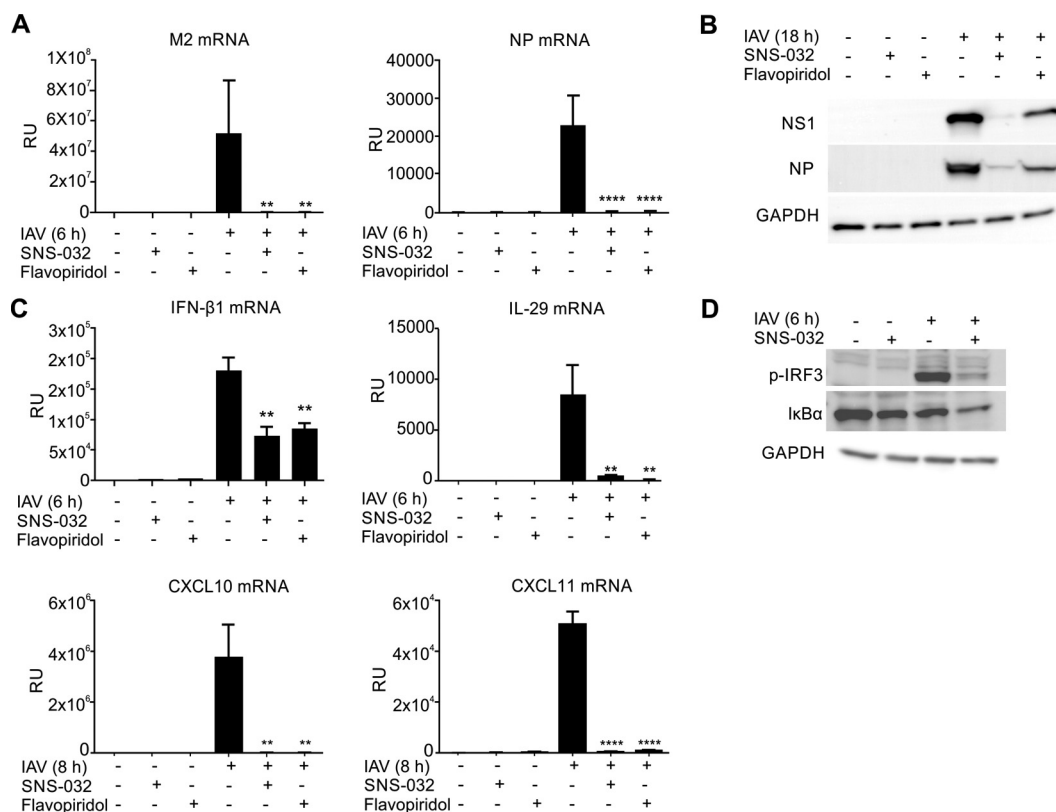 A
M2 mRNA
RU
1X10⁸
8x10⁷
6x10⁷
4x10⁷
2x10⁷
0
IAV (6 h) - - - + + +
SNS-032 - + - - + -
Flavopiridol - - + - - +
** **
NP mRNA
RU
40000
30000
20000
10000
0
IAV (6 h) - - - + + +
SNS-032 - + - - + -
Flavopiridol - - + - - +
**** ****
B
IAV (18 h) - - - + + +
SNS-032 - + - - + -
Flavopiridol - - + - - +
NS1
NP
GAPDH
C
IFN-β1 mRNA
RU
3x10⁵
2x10⁵
2x10⁵
1x10⁵
5x10⁴
0
IAV (6 h) - - - + + +
SNS-032 - + - - + -
Flavopiridol - - + - - +
** **
IL-29 mRNA
RU
15000
10000
5000
0
IAV (6 h) - - - + + +
SNS-032 - + - - + -
Flavopiridol - - + - - +
** **
D
IAV (6 h) - - + +
SNS-032 - + - +
p-IRF3
IκBα
GAPDH
CXCL10 mRNA
RU
6x10⁶
4x10⁶
2x10⁶
0
IAV (8 h) - - - + + +
SNS-032 - + - - + -
Flavopiridol - - + - - +
** **
CXCL11 mRNA
RU
6x10⁴
4x10⁴
2x10⁴
0
IAV (8 h) - - - + + +
SNS-032 - + - - + -
Flavopiridol - - + - - +
**** ****